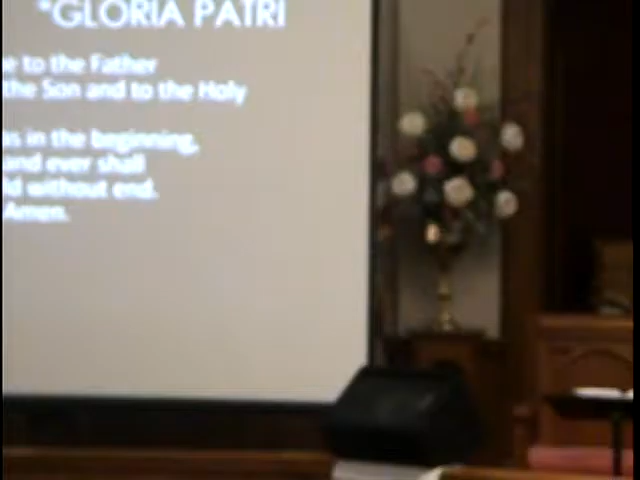 "GLORIA PATRI
e to the Father
the Son and to the Holy
as in the beginning,
and ever shall
ld without end.
Amen.